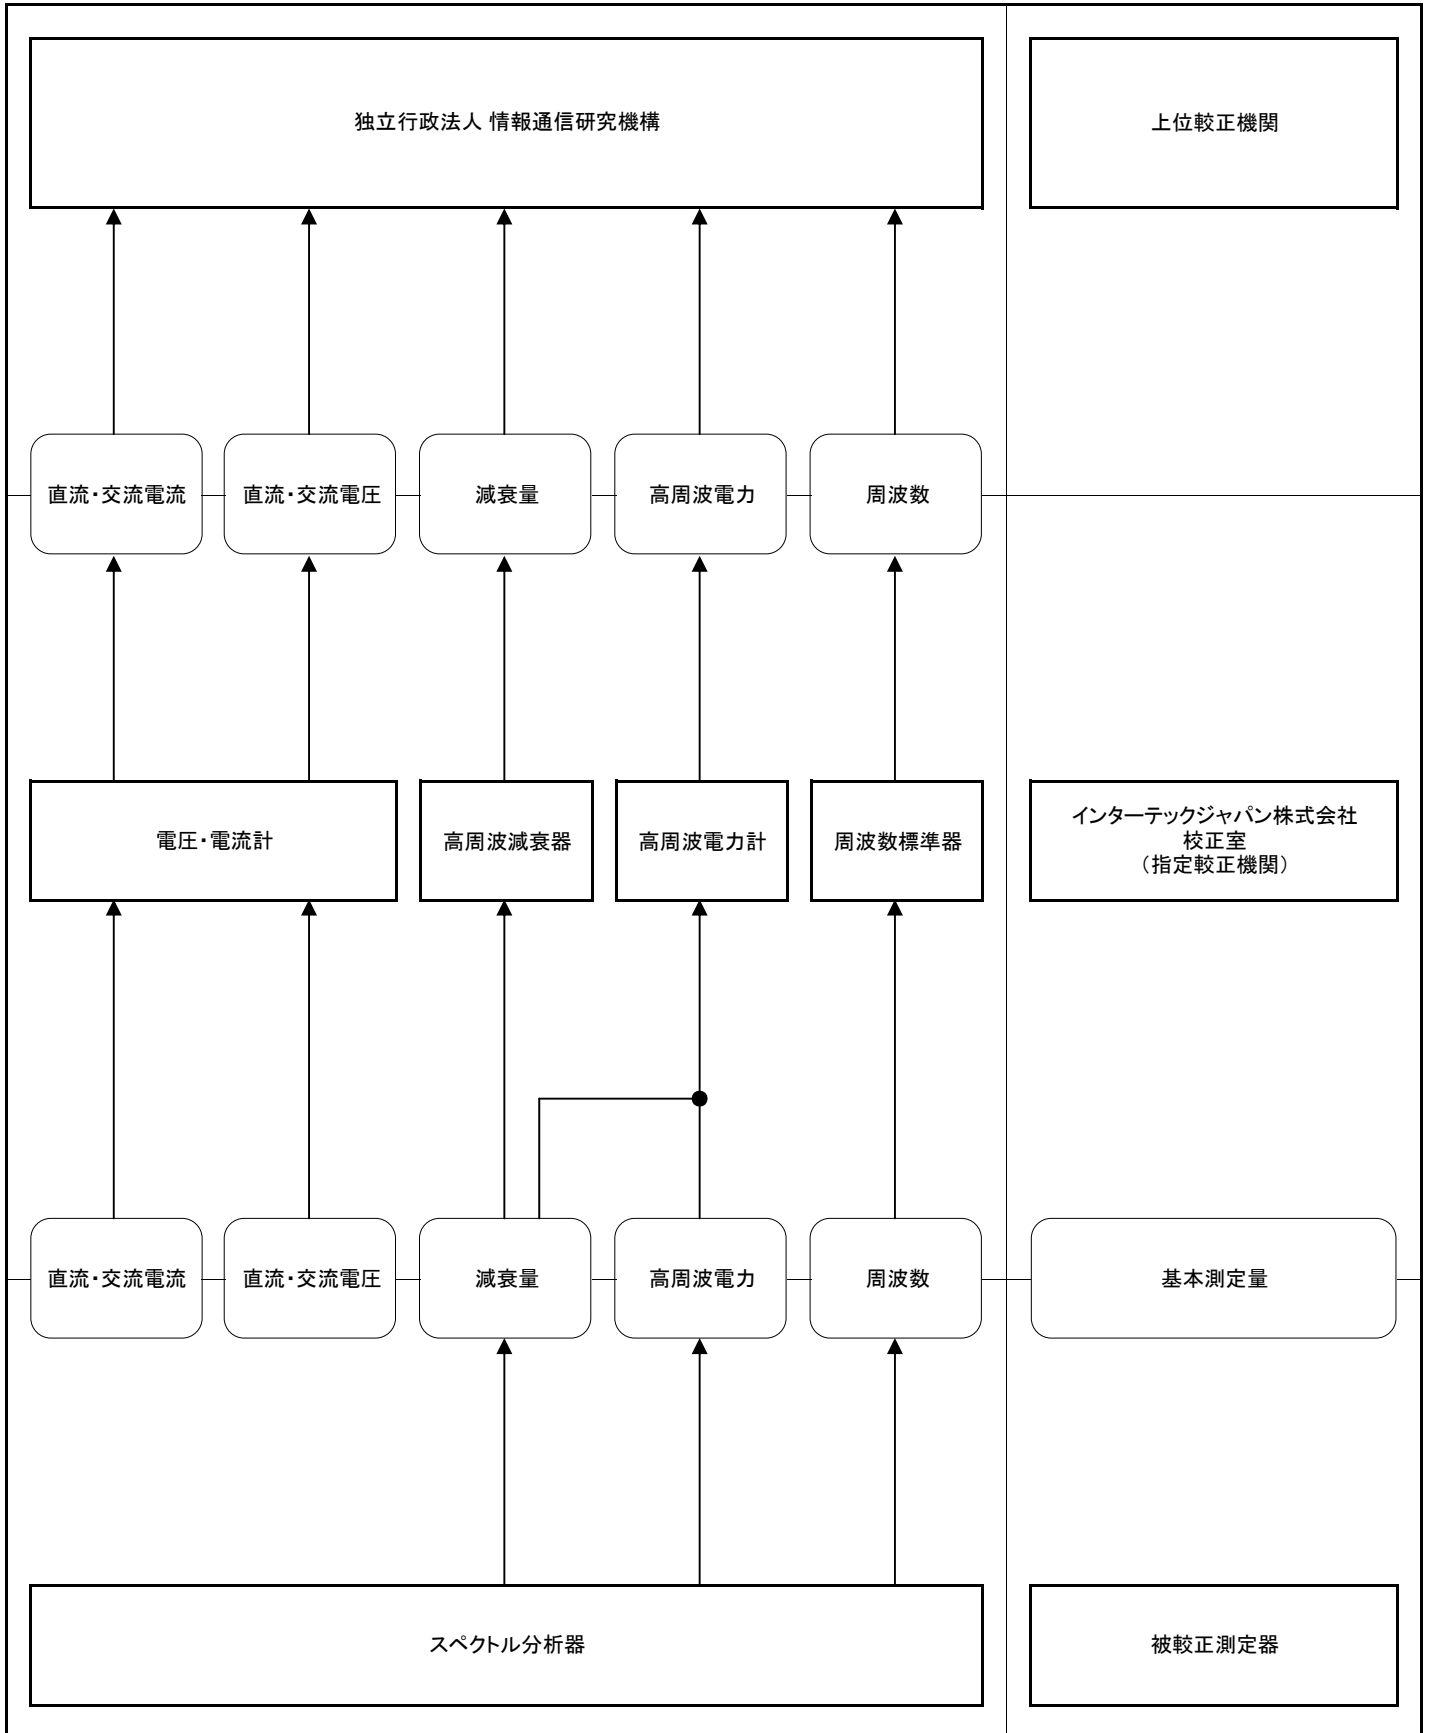 独立行政法人 情報通信研究機構
上位較正機関
直流・交流電流
直流・交流電圧
減衰量
高周波電力
周波数
電圧・電流計
高周波減衰器
高周波電力計
周波数標準器
インターテックジャパン株式会社
校正室
（指定較正機関）
直流・交流電流
直流・交流電圧
減衰量
高周波電力
周波数
基本測定量
スペクトル分析器
被較正測定器